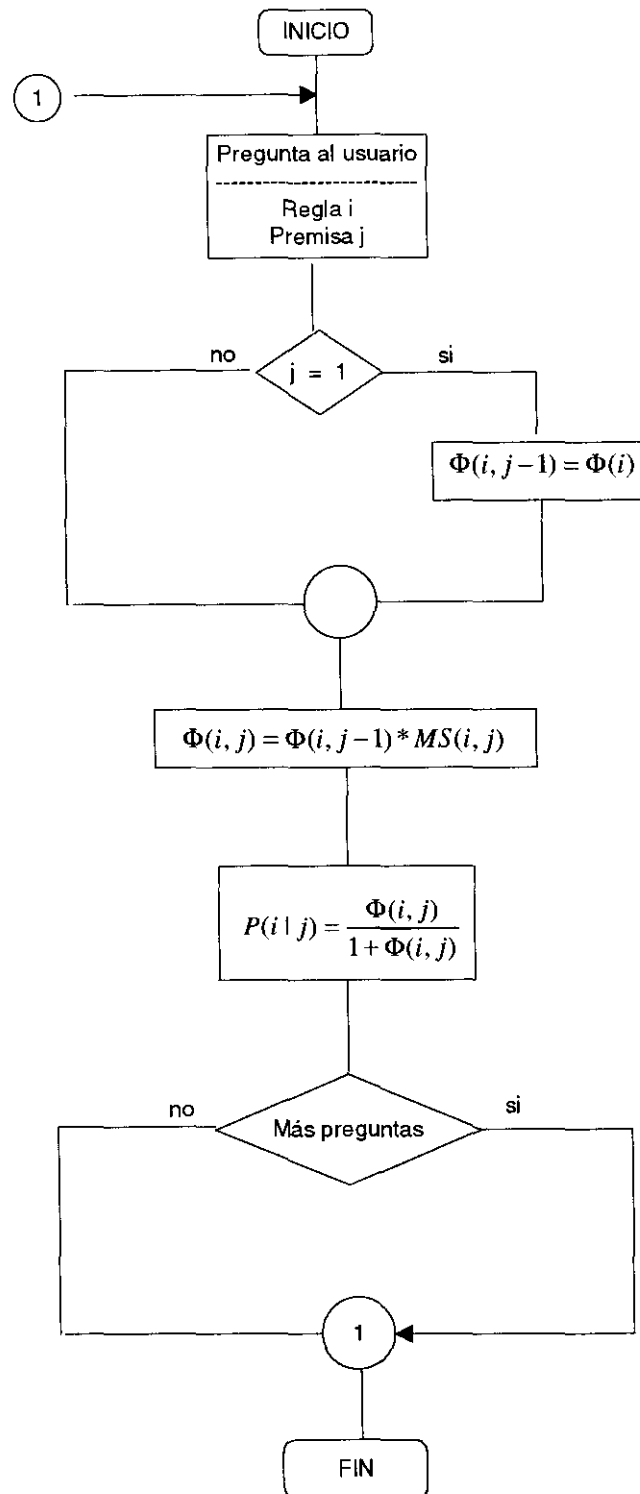 INICIO
1
Pregunta al usuario
Regla i
Premisa j
no
j = 1
si
Φ(i, j−1) = Φ(i)
Φ(i, j) = Φ(i, j−1) * MS(i, j)
P(i | j) = Φ(i, j) / 1 + Φ(i, j)
no
Más preguntas
si
1
FIN